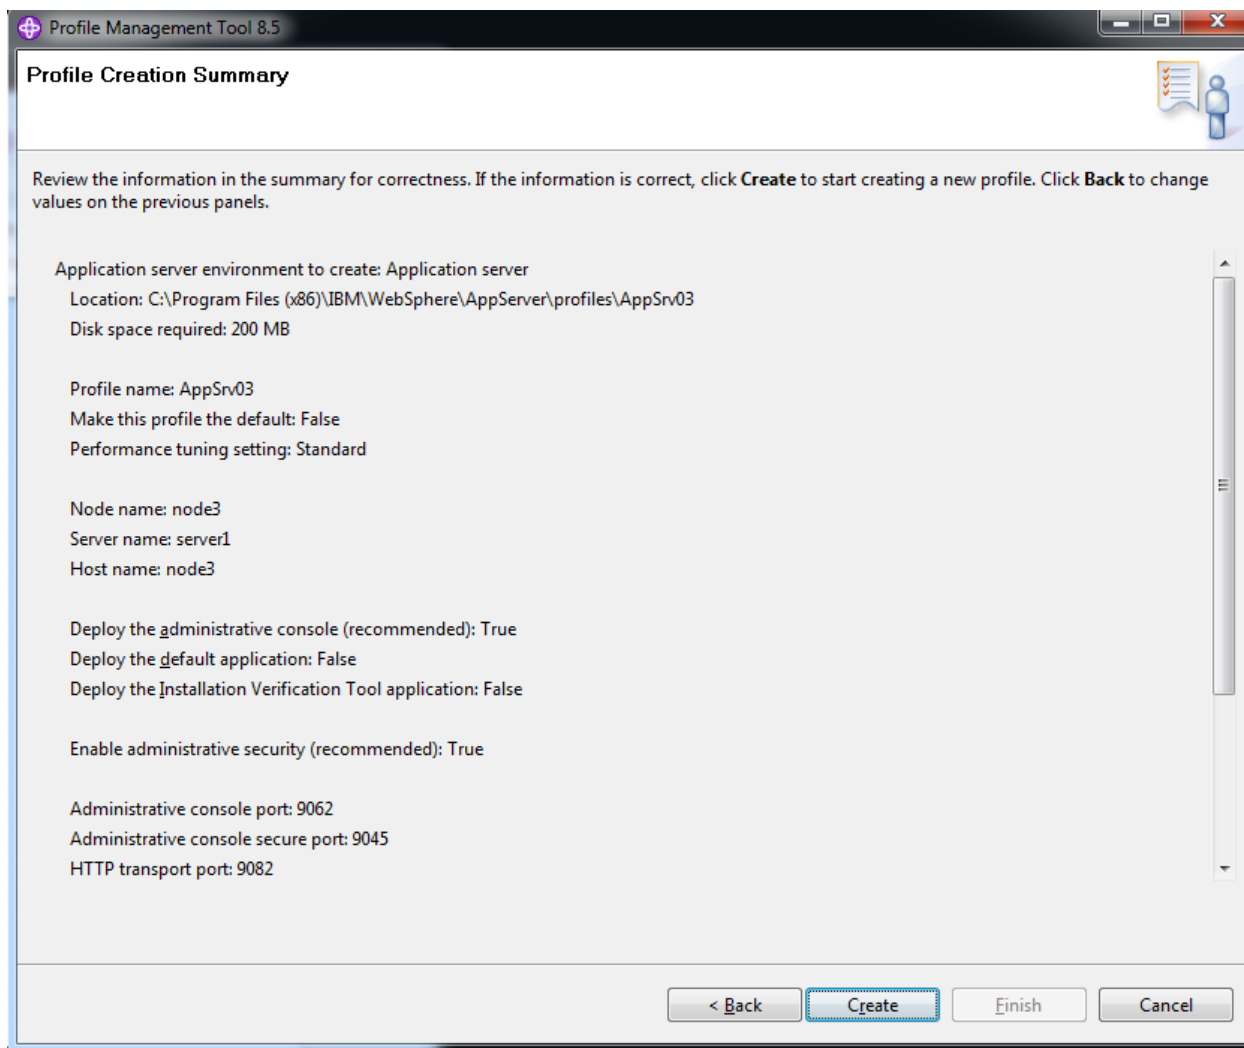 Profile Management Tool 8.5
Profile Creation Summary
Review the information in the summary for correctness. If the information is correct, click Create to start creating a new profile. Click Back to change
values on the previous panels.
Application server environment to create: Application server
Location: C:\Program Files (x86)\IBM\WebSphere\AppServer\profiles\AppSrv03
Disk space required: 200 MB
Profile name: AppSrv03
Make this profile the default: False
Performance tuning setting: Standard
Node name: node3
Server name: server1
Host name: node3
Deploy the administrative console (recommended): True
Deploy the default application: False
Deploy the Installation Verification Tool application: False
Enable administrative security (recommended): True
Administrative console port: 9062
Administrative console secure port: 9045
HTTP transport port: 9082
< Back Create Finish Cancel